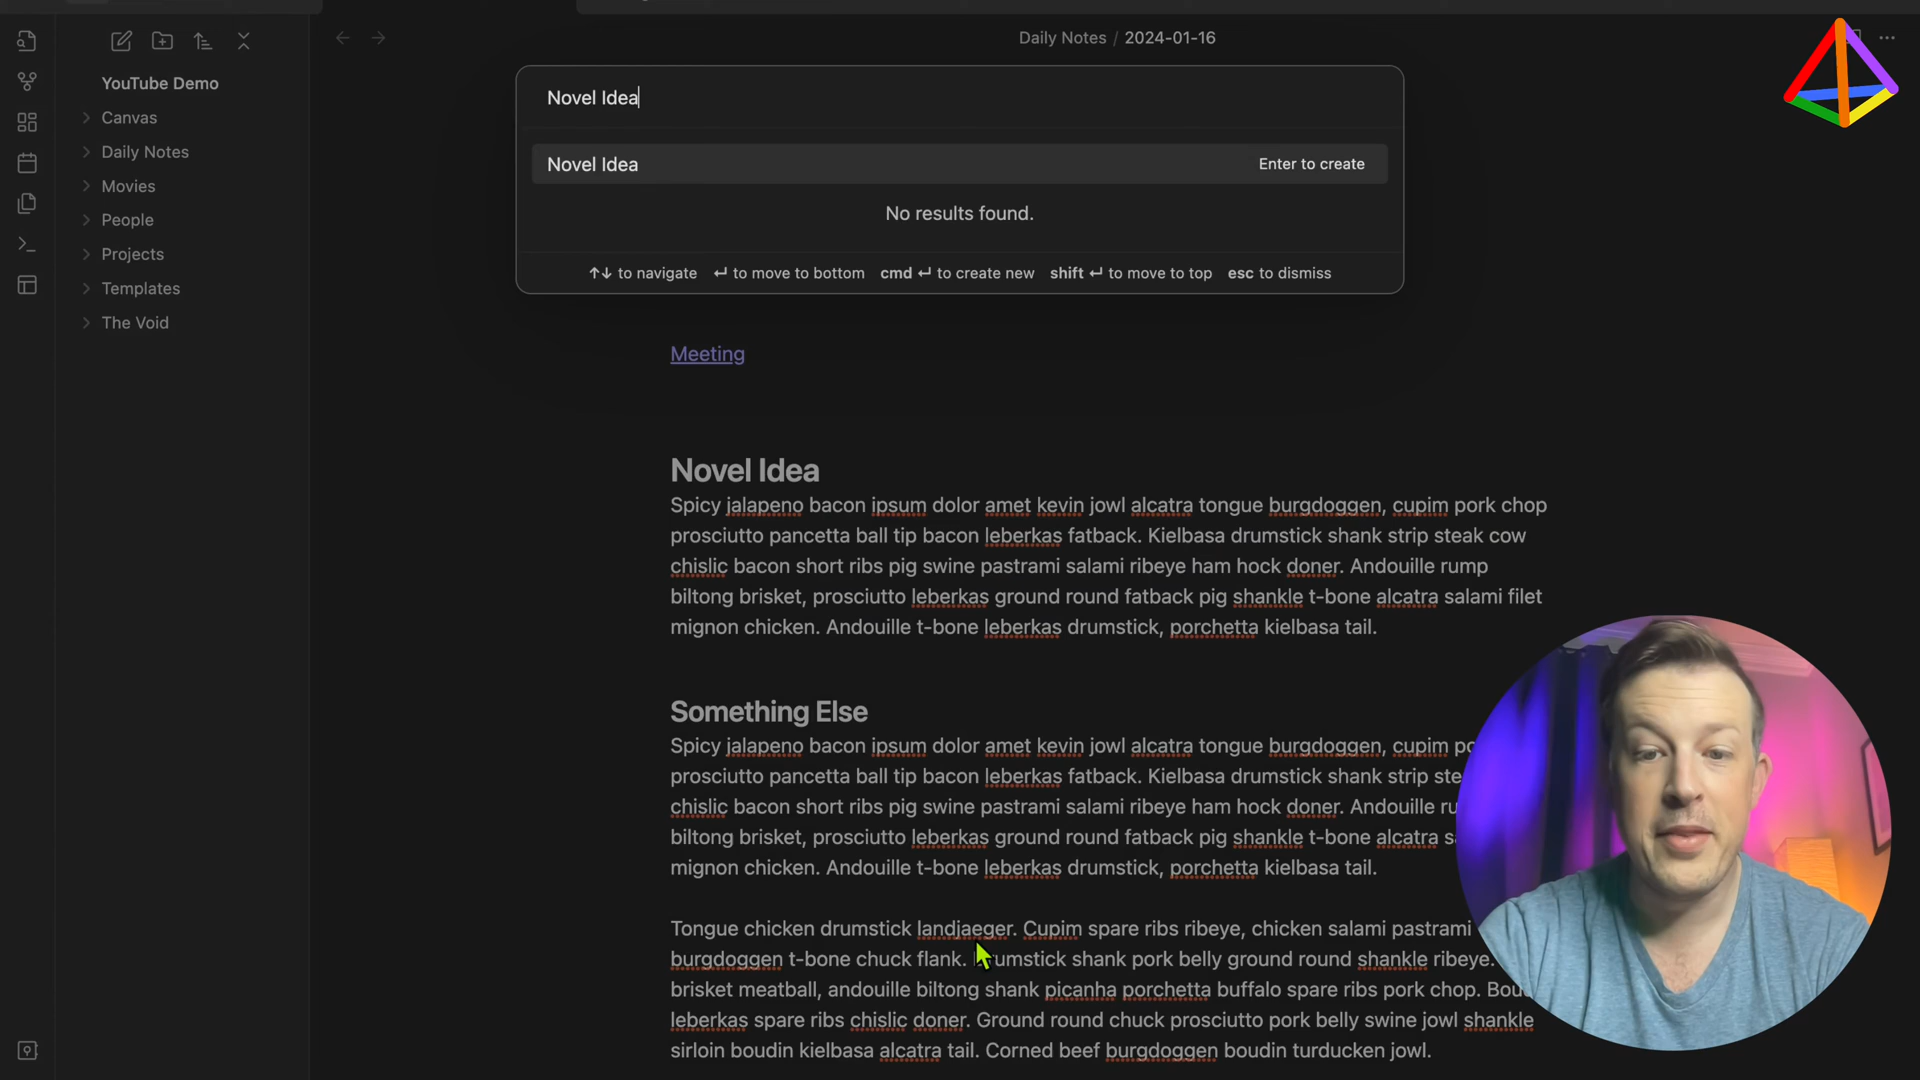 Daily Notes / 2024-01-16
YouTube Demo
Canvas
Daily Notes
Movies
People
Projects
Templates
The Void
Novel Idea
Novel Idea Enter to create
No results found.
↑↓ to navigate ↵ to move to bottom cmd ↵ to create new shift ↵ to move to top esc to dismiss
Meeting
Novel Idea
Spicy jalapeno bacon ipsum dolor amet kevin jowl alcatra tongue burgdoggen, cupim pork chop
prosciutto pancetta ball tip bacon leberkas fatback. Kielbasa drumstick shank strip steak cow
chislic bacon short ribs pig swine pastrami salami ribeye ham hock doner. Andouille rump
biltong brisket, prosciutto leberkas ground round fatback pig shankle t-bone alcatra salami filet
mignon chicken. Andouille t-bone leberkas drumstick, porchetta kielbasa tail.
Something Else
Spicy jalapeno bacon ipsum dolor amet kevin jowl alcatra tongue burgdoggen, cupim
prosciutto pancetta ball tip bacon leberkas fatback. Kielbasa drumstick shank strip
chislic bacon short ribs pig swine pastrami salami ribeye ham hock doner. Andouille
biltong brisket, prosciutto leberkas ground round fatback pig shankle t-bone alcatra
mignon chicken. Andouille t-bone leberkas drumstick, porchetta kielbasa tail.
Tongue chicken drumstick landjaeger. Cupim spare ribs ribeye, chicken salami pastrami
burgdoggen t-bone chuck flank. Drumstick shank pork belly ground round shankle ribeye.
brisket meatball, andouille biltong shank picanha porchetta buffalo spare ribs pork chop.
leberkas spare ribs chislic doner. Ground round chuck prosciutto pork belly swine jowl shankle
sirloin boudin kielbasa alcatra tail. Corned beef burgdoggen boudin turducken jowl.